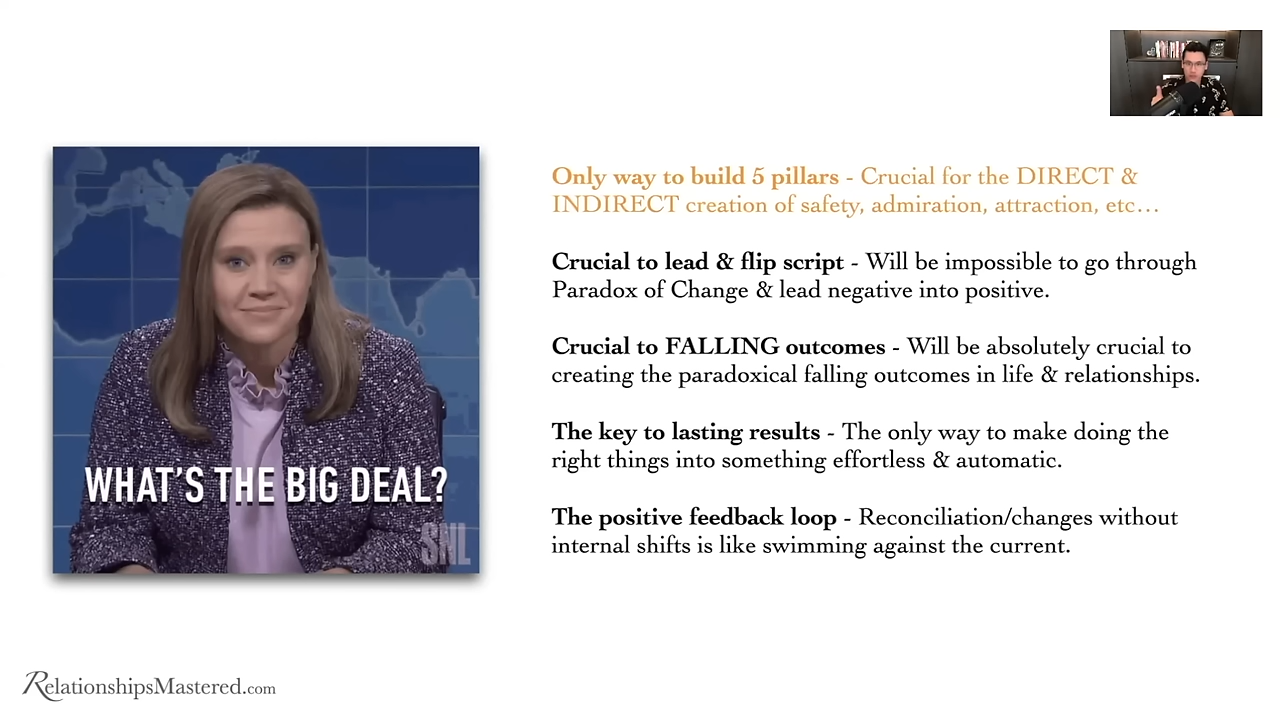 Only way to build 5 pillars - Crucial for the DIRECT &
INDIRECT creation of safety, admiration, attraction, etc…
Crucial to lead & flip script - Will be impossible to go through
Paradox of Change & lead negative into positive.
Crucial to FALLING outcomes - Will be absolutely crucial to
creating the paradoxical falling outcomes in life & relationships.
The key to lasting results - The only way to make doing the
right things into something effortless & automatic.
The positive feedback loop - Reconciliation/changes without
internal shifts is like swimming against the current.
WHAT'S THE BIG DEAL?
SNL
RelationshipsMastered.com